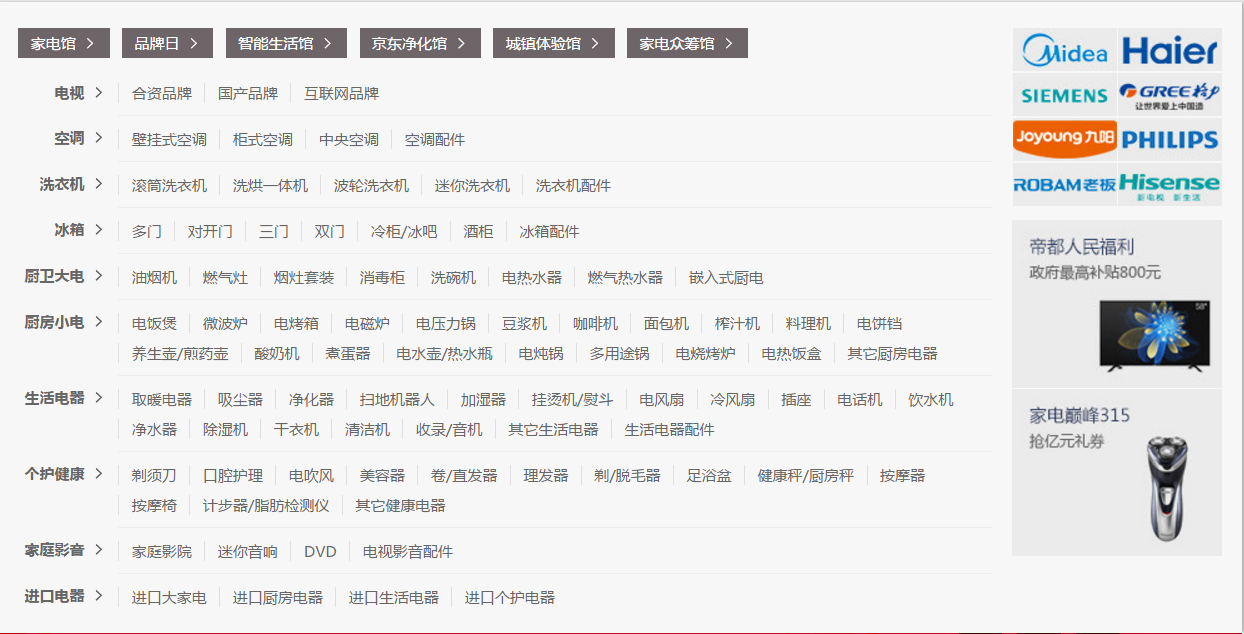 家电馆 > 品牌日 > 智能生活馆 > 京东净化馆 > 城镇体验馆 > 家电众筹馆 >
电视 > 合资品牌 国产品牌 互联网品牌
空调 > 壁挂式空调 柜式空调 中央空调 空调配件
洗衣机 > 滚筒洗衣机 洗烘一体机 波轮洗衣机 迷你洗衣机 洗衣机配件
冰箱 > 多门 对开门 三门 双门 冷柜/冰吧 酒柜 冰箱配件
厨卫大电 > 油烟机 燃气灶 烟灶套装 消毒柜 洗碗机 电热水器 燃气热水器 嵌入式厨电
厨房小电 > 电饭煲 微波炉 电烤箱 电磁炉 电压力锅 豆浆机 咖啡机 面包机 榨汁机 料理机 电饼铛
养生壶/煎药壶 酸奶机 煮蛋器 电水壶/热水瓶 电炖锅 多用途锅 电烧烤炉 电热饭盒 其它厨房电器
生活电器 > 取暖电器 吸尘器 净化器 扫地机器人 加湿器 挂烫机/熨斗 电风扇 冷风扇 插座 电话机 饮水机
净水器 除湿机 干衣机 清洁机 收录/音机 其它生活电器 生活电器配件
个护健康 > 剃须刀 口腔护理 电吹风 美容器 卷/直发器 理发器 剃/脱毛器 足浴盆 健康秤/厨房秤 按摩器
按摩椅 计步器/脂肪检测仪 其它健康电器
家庭影音 > 家庭影院 迷你音响 DVD 电视影音配件
进口电器 > 进口大家电 进口厨房电器 进口生活电器 进口个护电器
Midea Haier
SIEMENS GREE格力
让世界爱上中国造
Joyoung九阳 PHILIPS
ROBAM老板 Hisense
新电视 新生活
帝都人民福利
政府最高补贴800元
58"
家电巅峰315
抢亿元礼券